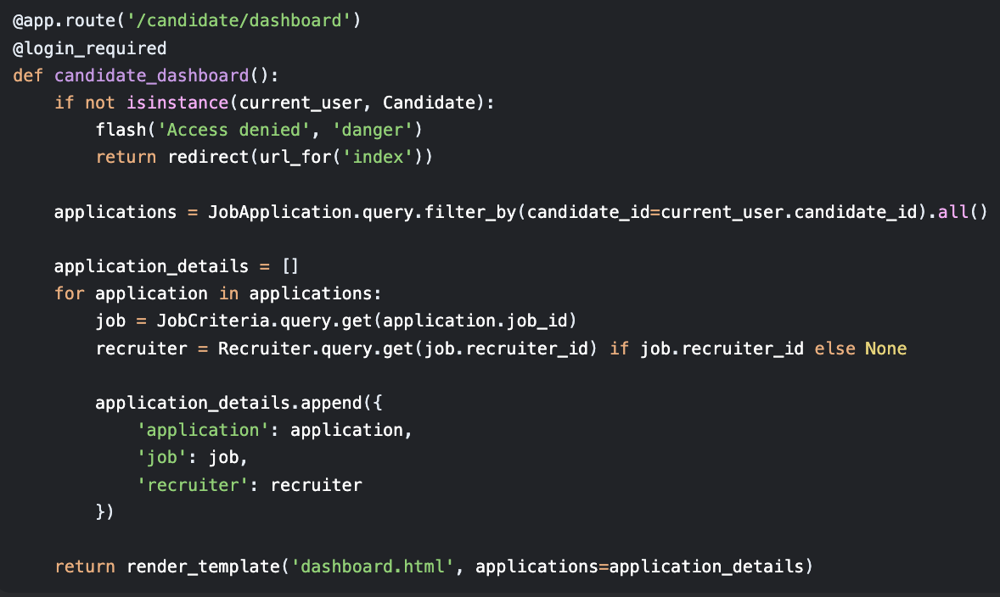 @app.route('/candidate/dashboard')
@login_required
def candidate_dashboard():
    if not isinstance(current_user, Candidate):
        flash('Access denied', 'danger')
        return redirect(url_for('index'))

    applications = JobApplication.query.filter_by(candidate_id=current_user.candidate_id).all()

    application_details = []
    for application in applications:
        job = JobCriteria.query.get(application.job_id)
        recruiter = Recruiter.query.get(job.recruiter_id) if job.recruiter_id else None

        application_details.append({
            'application': application,
            'job': job,
            'recruiter': recruiter
        })

    return render_template('dashboard.html', applications=application_details)